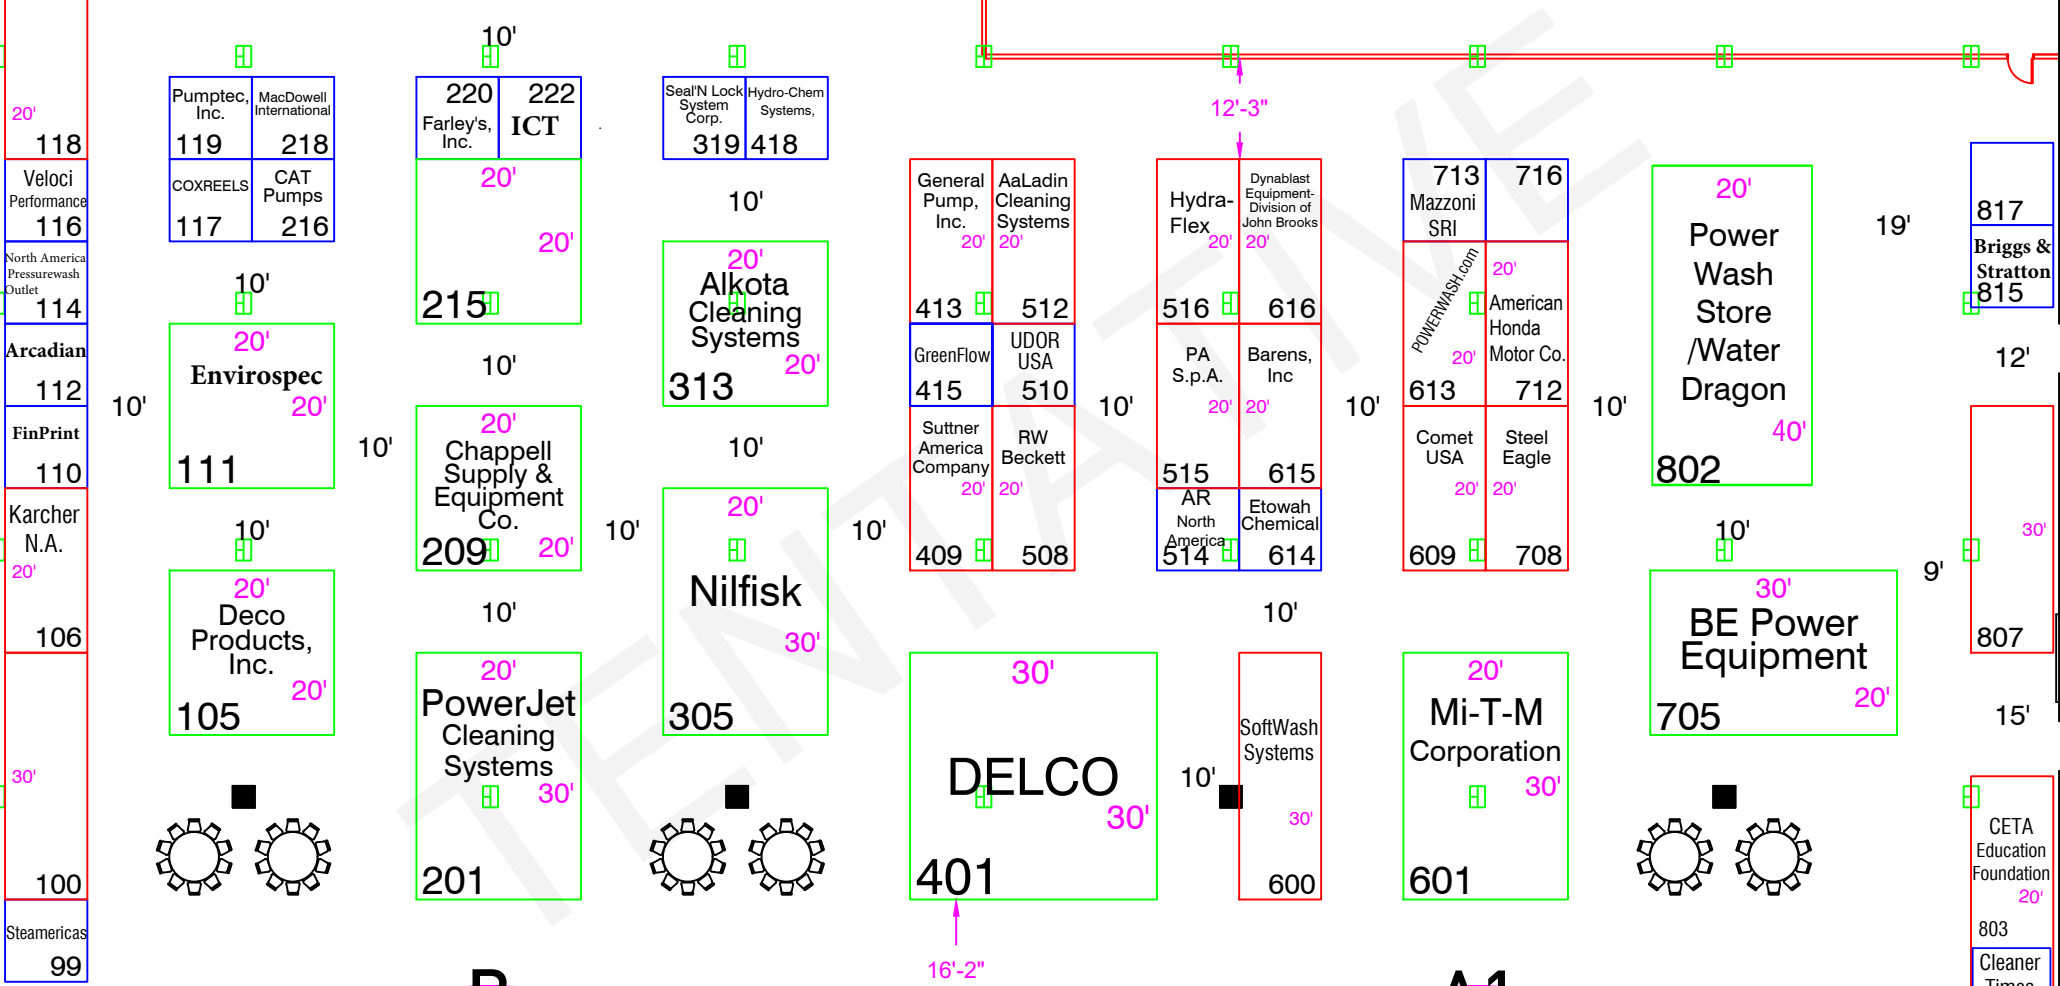 20'
118
Veloci
Performance
116
North America
Pressurewash
Outlet
114
Arcadian
112
FinPrint
110
Karcher
N.A.
20'
106
30'
100
Steamericas
99
10'
Pumptec,
Inc.
119
MacDowell
International
218
COXREELS
117
CAT
Pumps
216
10'
20'
Envirospec
20'
111
10'
20'
Deco
Products,
Inc.
20'
105
10'
10'
220
Farley's,
Inc.
222
ICT
20'
20'
215
10'
20'
Chappell
Supply &
Equipment
Co.
209
20'
10'
20'
PowerJet
Cleaning
Systems
30'
201
10'
Seal'N Lock
System
Corp.
319
Hydro-Chem
Systems,
418
10'
20'
Alkota
Cleaning
Systems
20'
313
10'
20'
Nilfisk
30'
305
10'
General
Pump,
Inc.
20'
413
AaLadin
Cleaning
Systems
20'
512
GreenFlow
415
UDOR
USA
510
Suttner
America
Company
20'
409
RW
Beckett
20'
508
30'
DELCO
30'
401
16'-2"
10'
12'-3"
Hydra-
Flex
20'
516
Dynablast
Equipment-
Division of
John Brooks
20'
616
PA
S.p.A.
20'
515
Barens,
Inc
20'
615
AR
North
America
514
Etowah
Chemical
614
10'
10'
SoftWash
Systems
30'
600
10'
713
Mazzoni
SRI
716
POWERWASH.com
20'
613
20'
American
Honda
Motor Co.
712
Comet
USA
20'
609
Steel
Eagle
20'
708
20'
Mi-T-M
Corporation
30'
601
10'
20'
Power
Wash
Store
/Water
Dragon
40'
802
10'
30'
BE Power
Equipment
20'
705
19'
817
Briggs &
Stratton
815
12'
30'
807
9'
15'
CETA
Education
Foundation
20'
803
Cleaner
Times
TENTATIVE